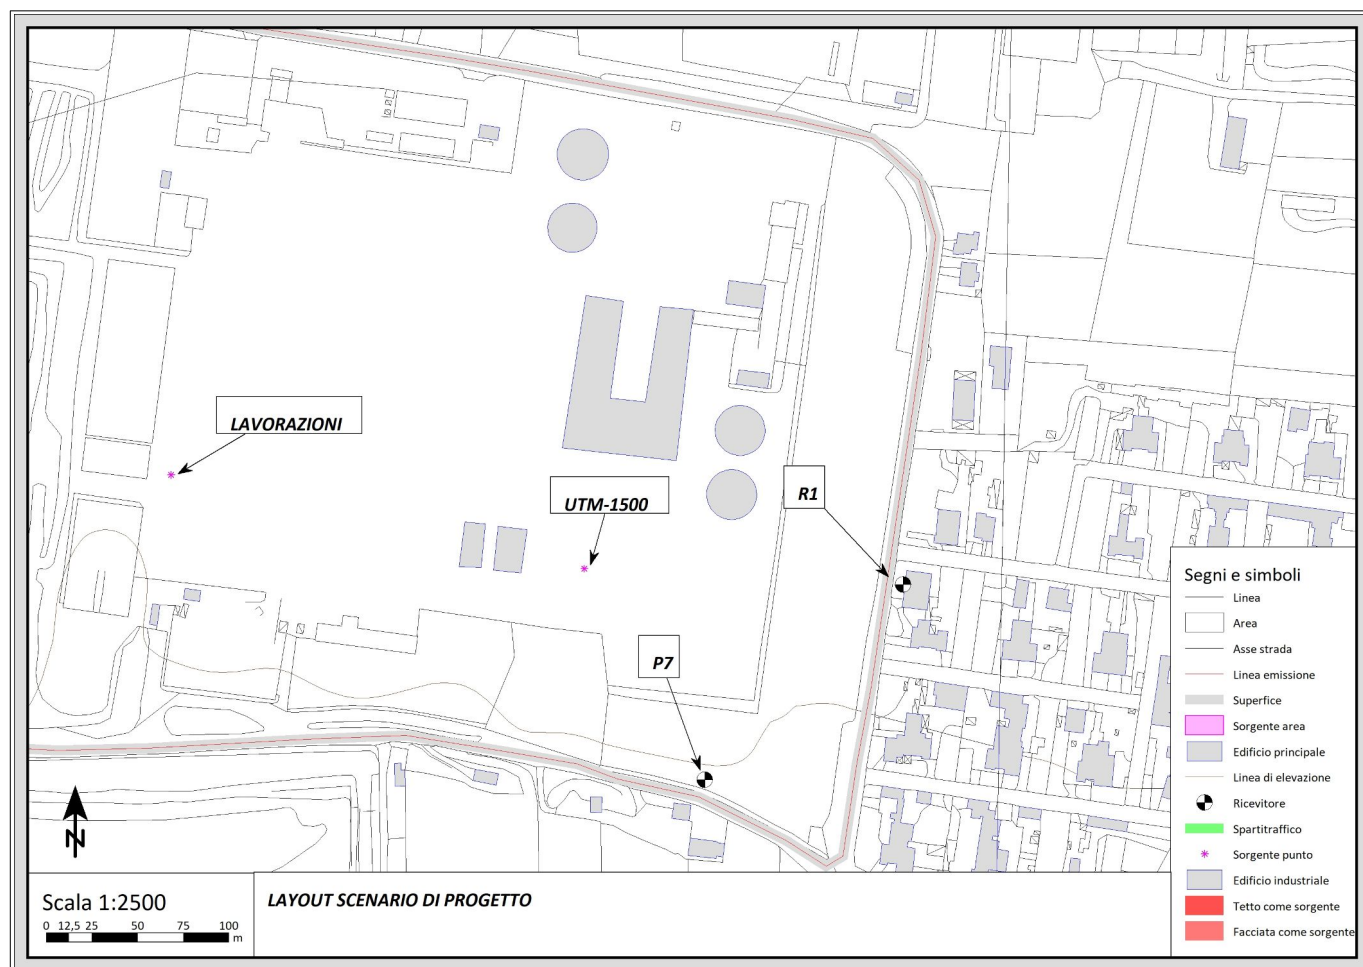 LAVORAZIONI
UTM-1500
R1
P7
N
Segni e simboli
Linea
Area
Asse strada
Linea emissione
Superfice
Sorgente area
Edificio principale
Linea di elevazione
Ricevitore
Spartitraffico
Sorgente punto
Edificio industriale
Tetto come sorgente
Facciata come sorgente
Scala 1:2500
0 12,5 25 50 75 100
m
LAYOUT SCENARIO DI PROGETTO